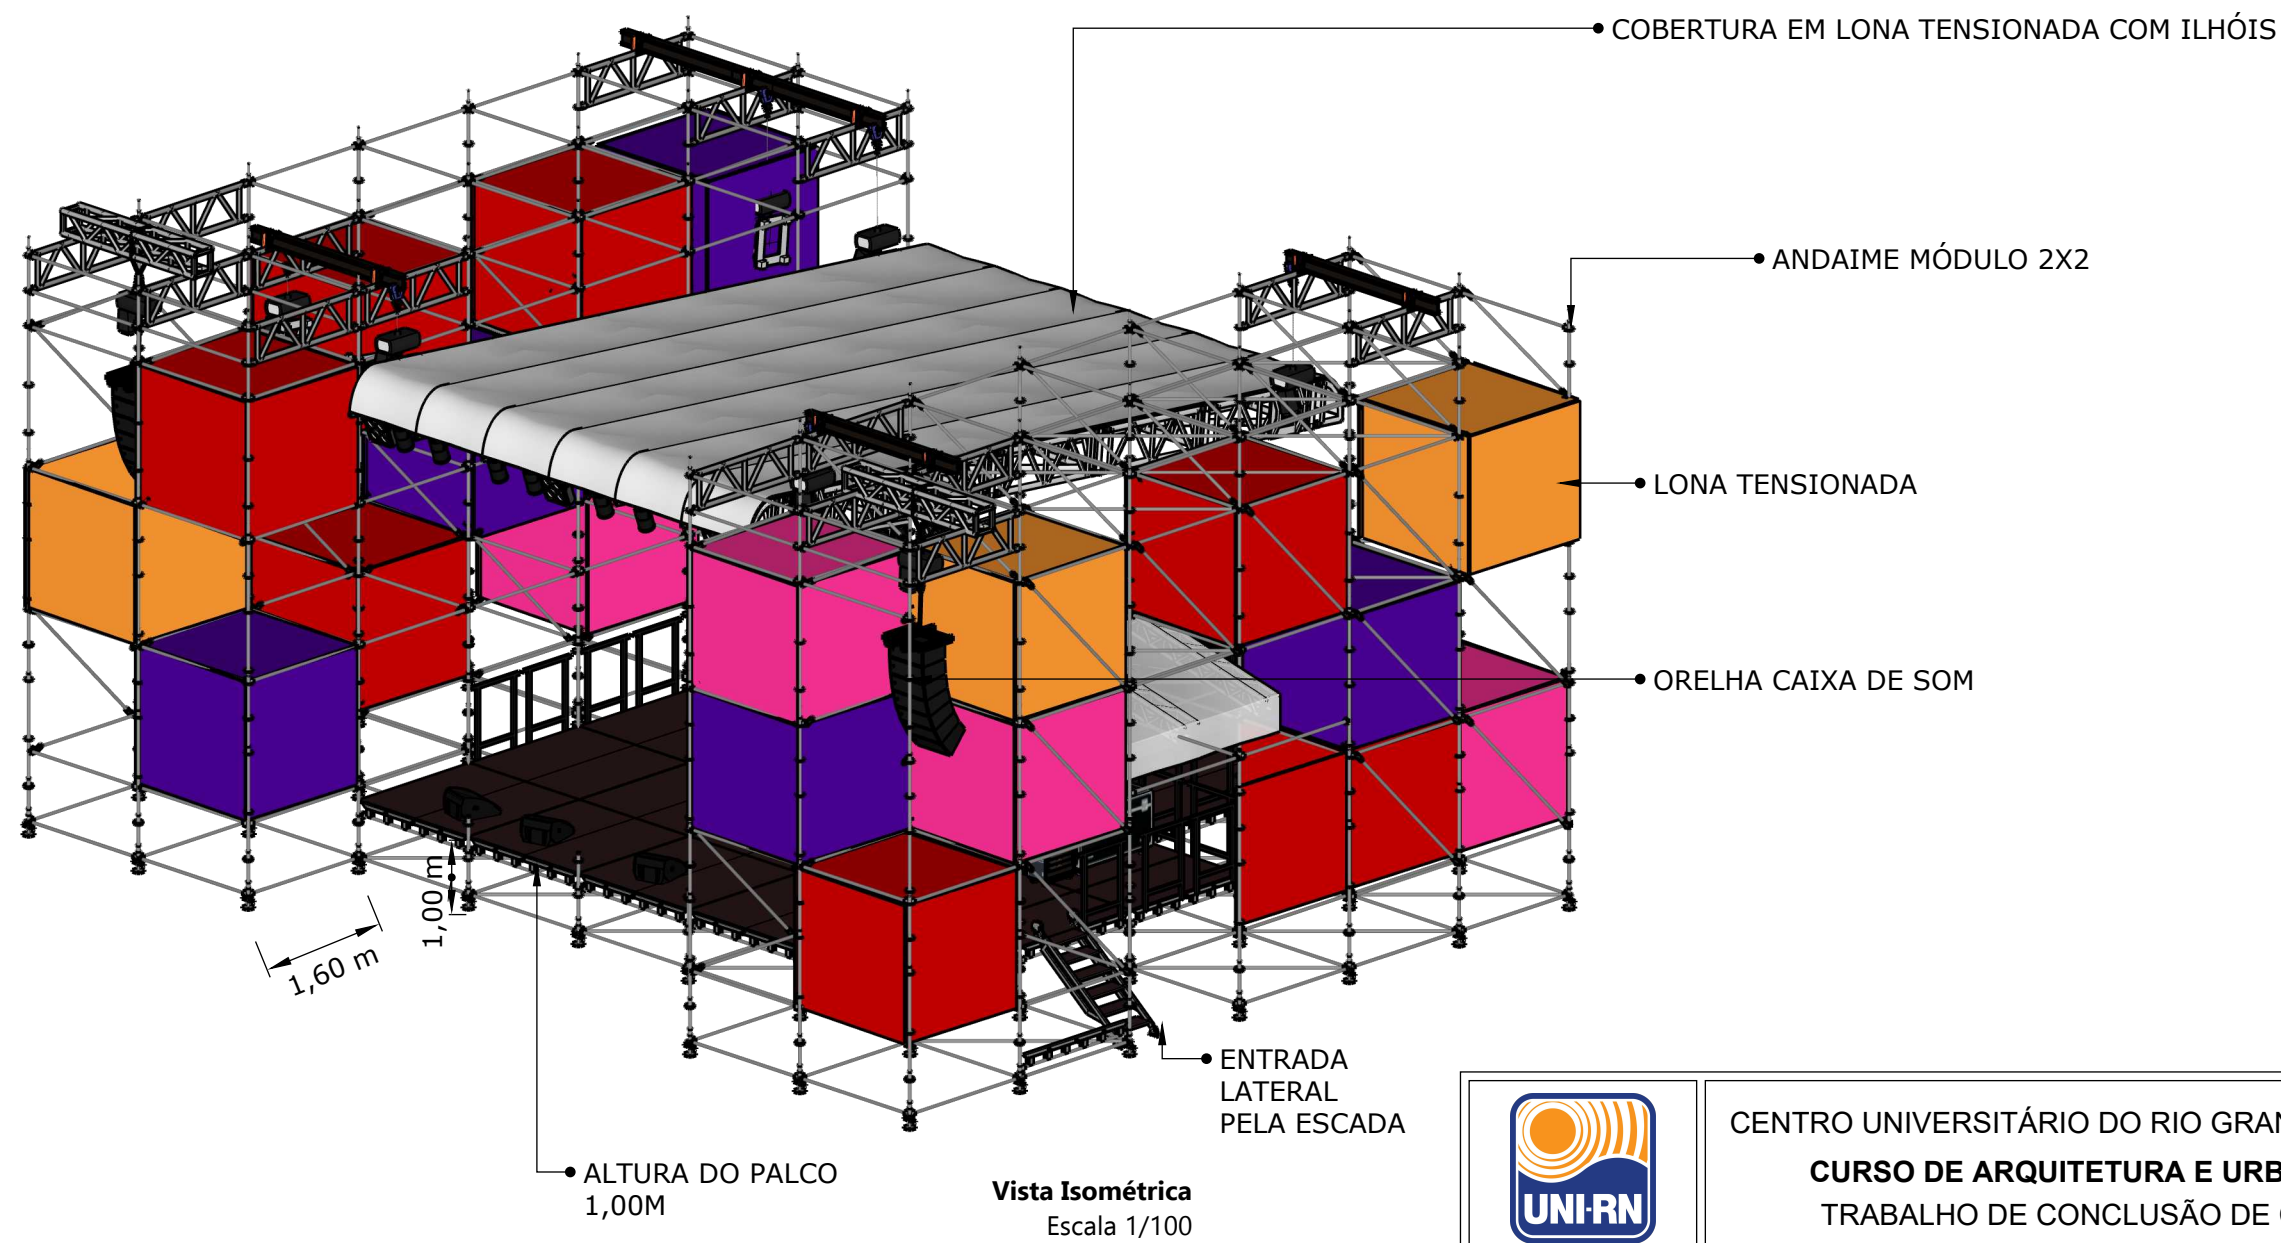 COBERTURA EM LONA TENSIONADA COM ILHÓIS
ANDAIME MÓDULO 2X2
LONA TENSIONADA
ORELHA CAIXA DE SOM
1,00 m
1,60 m
ENTRADA
LATERAL
PELA ESCADA
ALTURA DO PALCO
1,00M
Vista Isométrica
Escala 1/100
UNI-RN
CENTRO UNIVERSITÁRIO DO RIO GRAN
CURSO DE ARQUITETURA E URB
TRABALHO DE CONCLUSÃO DE